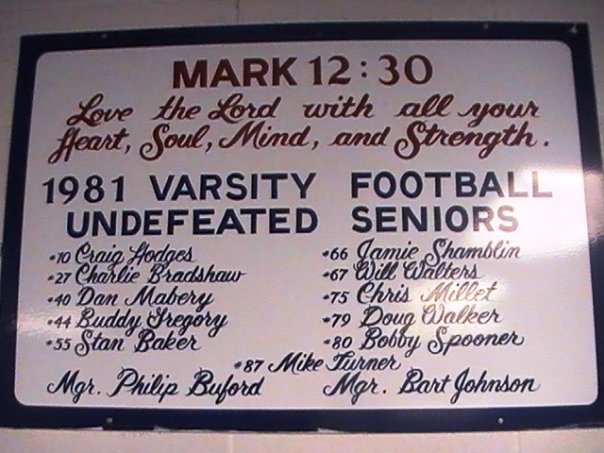 MARK 12:30
Love the Lord with all your
Heart, Soul, Mind, and Strength.
1981 VARSITY FOOTBALL
UNDEFEATED SENIORS
•10 Craig Hodges
•27 Charlie Bradshaw
•40 Dan Mabery
•44 Buddy Gregory
•55 Stan Baker
•66 Jamie Shamblin
•67 Will Walters
•75 Chris Millet
•79 Doug Walker
•80 Bobby Spooner
•87 Mike Turner
Mgr. Philip Buford
Mgr. Bart Johnson